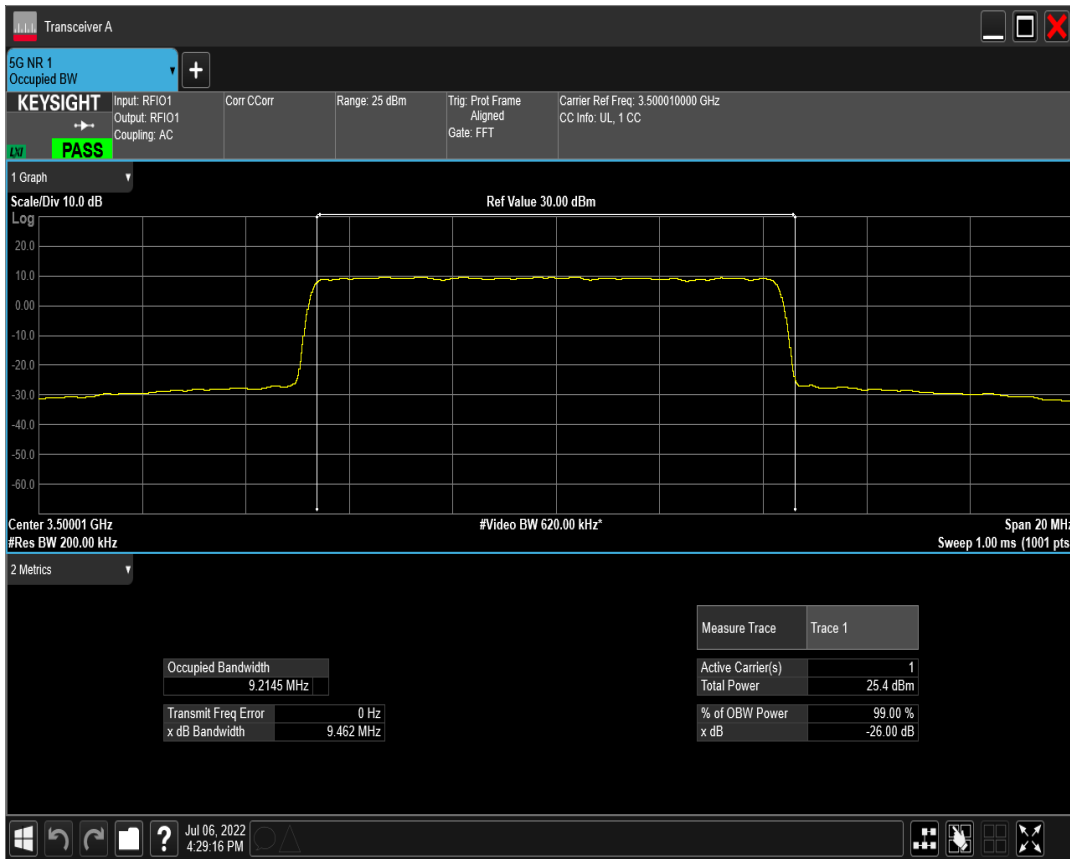 Transceiver A
5G NR 1
Occupied BW
+
KEYSIGHT
LXI
PASS
Input: RFIO1
Output: RFIO1
Coupling: AC
Corr CCorr
Range: 25 dBm
Trig: Prot Frame
Aligned
Gate: FFT
Carrier Ref Freq: 3.500010000 GHz
CC Info: UL, 1 CC
1 Graph
Scale/Div 10.0 dB
Ref Value 30.00 dBm
Log
20.0
10.0
0.00
-10.0
-20.0
-30.0
-40.0
-50.0
-60.0
Center 3.50001 GHz
#Video BW 620.00 kHz*
Span 20 MHz
#Res BW 200.00 kHz
Sweep 1.00 ms (1001 pts
2 Metrics
Measure Trace Trace 1
Occupied Bandwidth
9.2145 MHz
Active Carrier(s) 1
Total Power 25.4 dBm
Transmit Freq Error 0 Hz
x dB Bandwidth 9.462 MHz
% of OBW Power 99.00 %
x dB -26.00 dB
?
Jul 06, 2022
4:29:16 PM